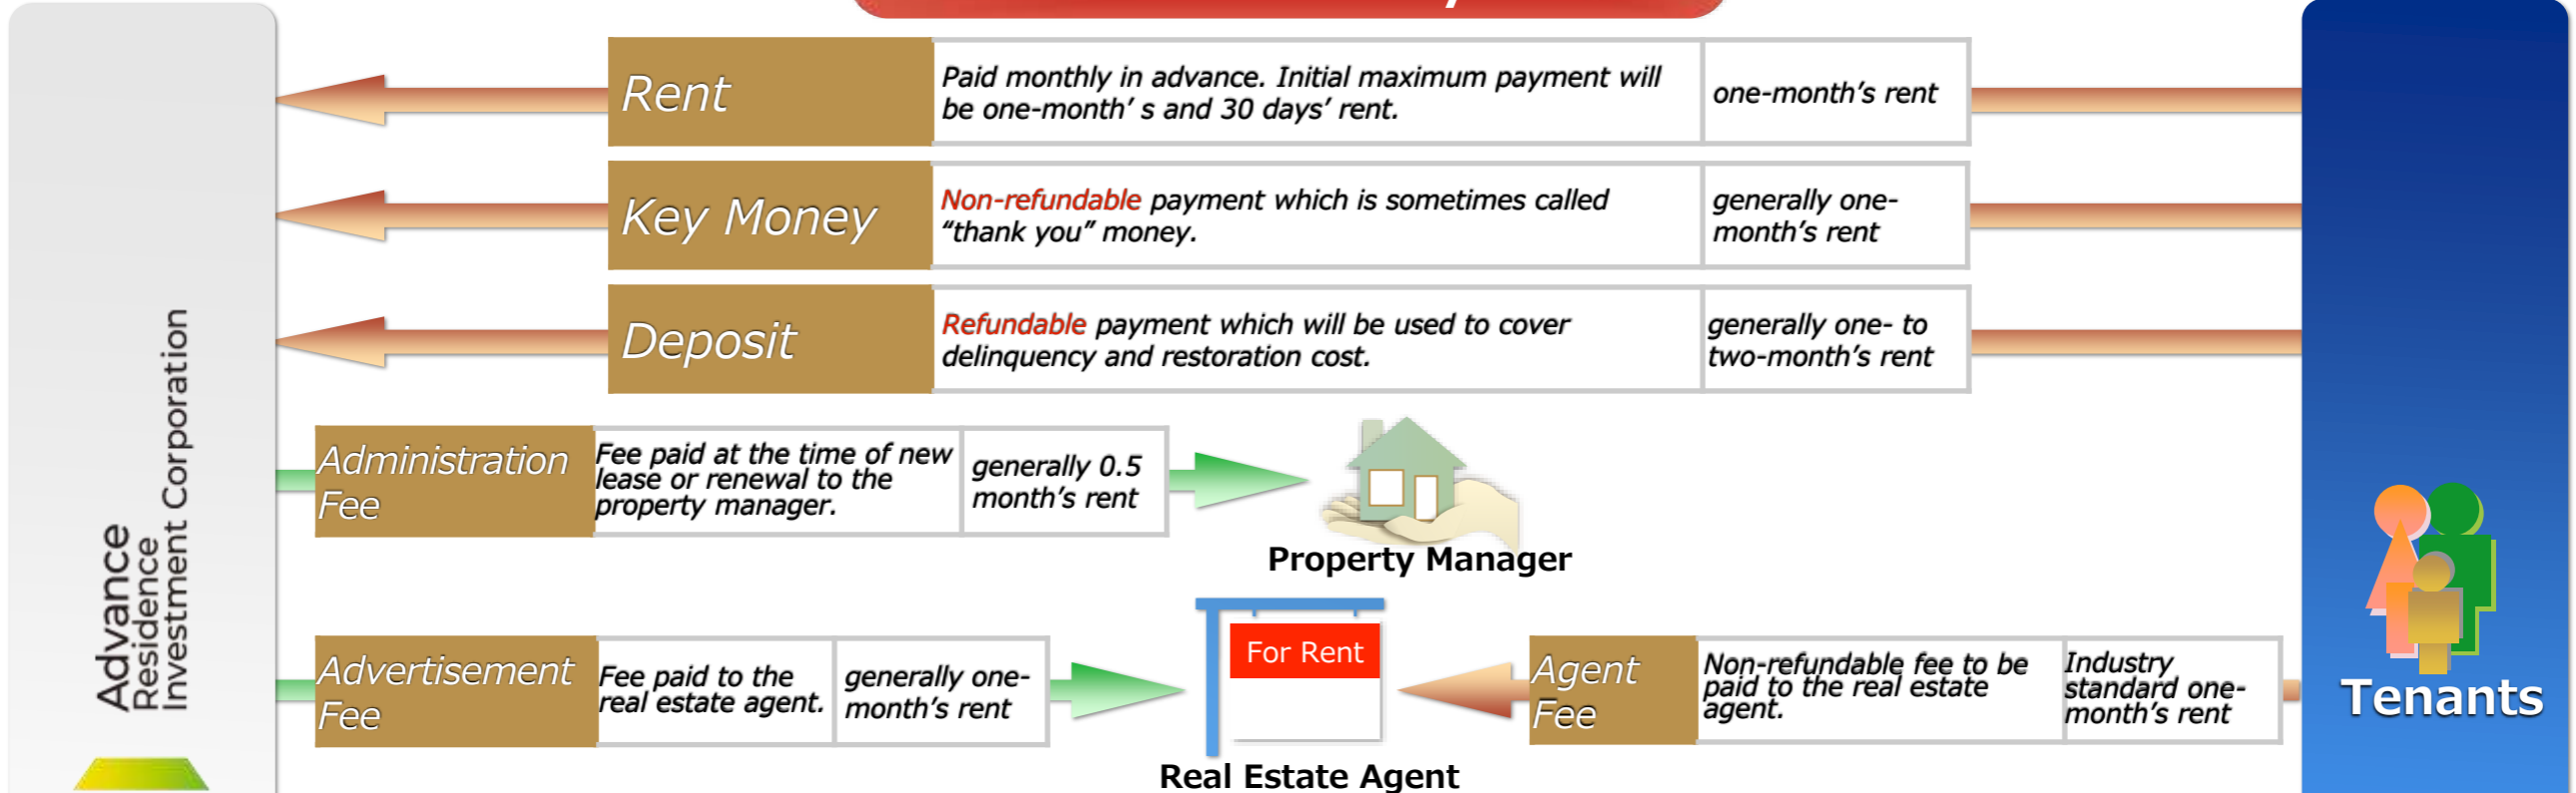 Rent
Paid monthly in advance. Initial maximum payment will
be one-month' s and 30 days' rent.
one-month's rent
Key Money
Non-refundable payment which is sometimes called
“thank you” money.
generally one-
month's rent
Deposit
Refundable payment which will be used to cover
delinquency and restoration cost.
generally one- to
two-month's rent
Advance
Residence
Investment Corporation
Administration
Fee
Fee paid at the time of new
lease or renewal to the
property manager.
generally 0.5
month's rent
Property Manager
Advertisement
Fee
Fee paid to the
real estate agent.
generally one-
month's rent
For Rent
Real Estate Agent
Agent
Fee
Non-refundable fee to be
paid to the real estate
agent.
Industry
standard one-
month's rent
Tenants